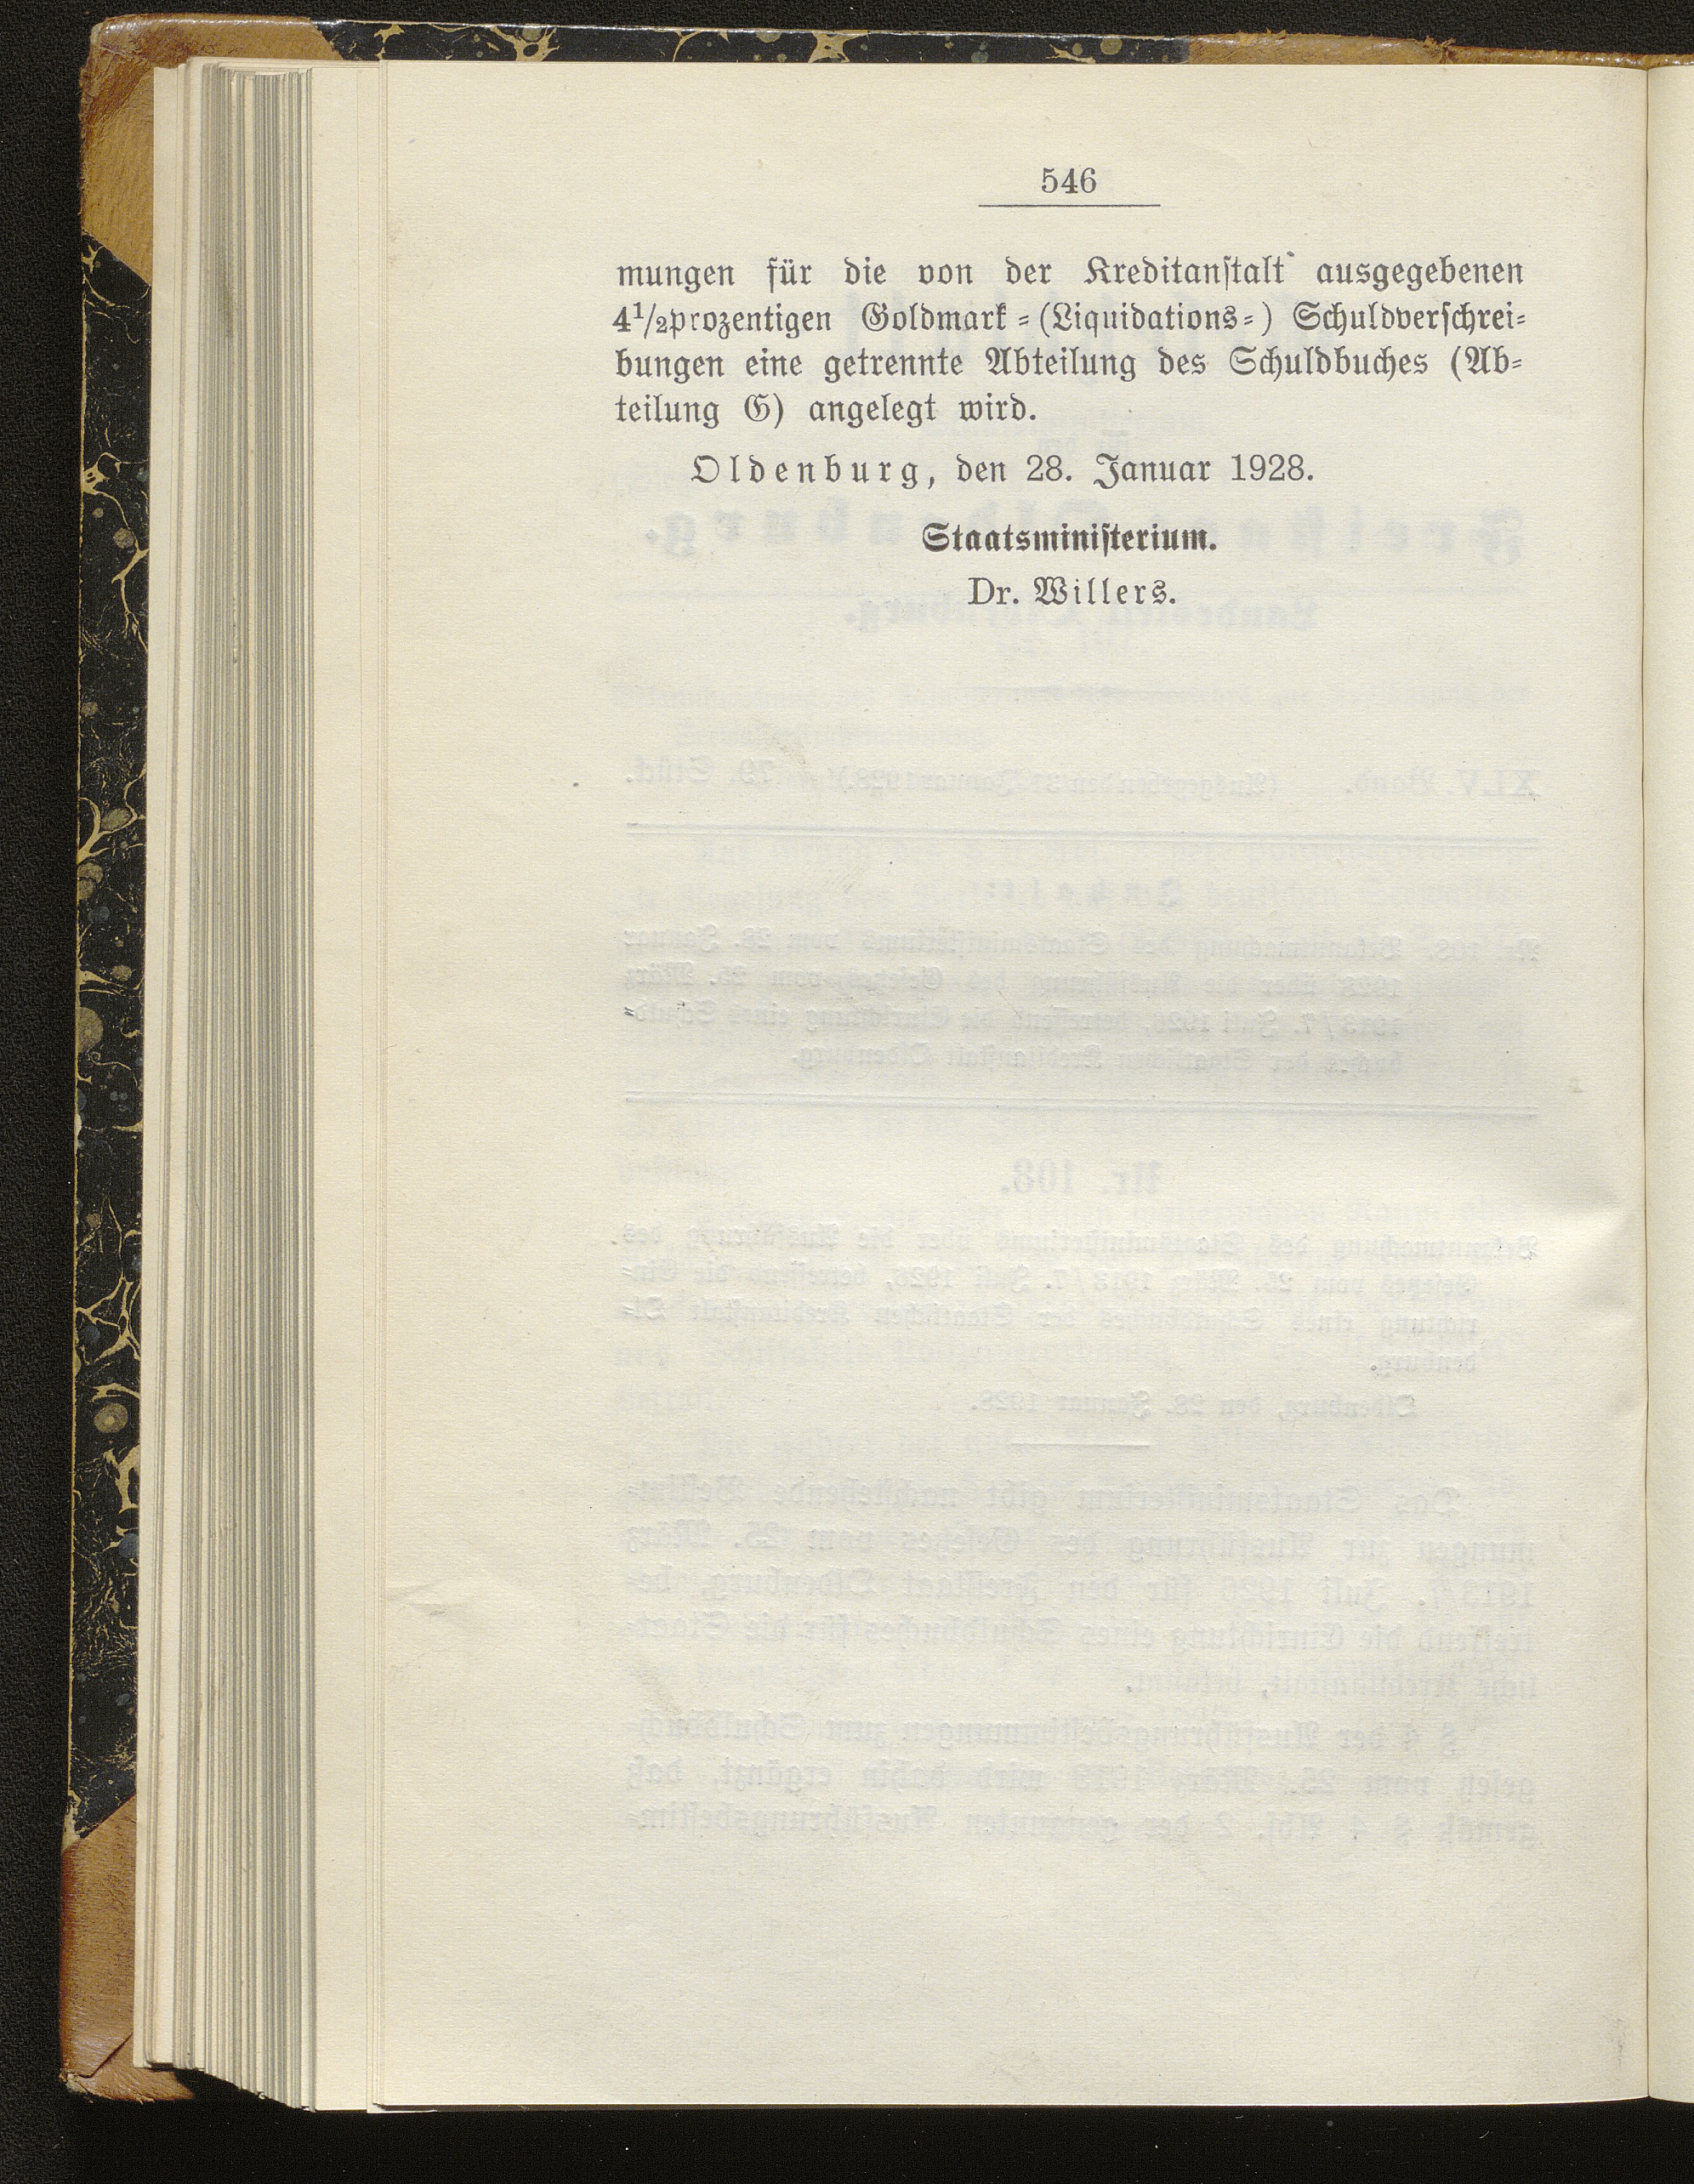 546
mungen für die von der Kreditanstalt ausgegebenen
4½prozentigen Goldmark-(Liquidations-) Schuldverschrei-
bungen eine getrennte Abteilung des Schuldbuches (Ab-
teilung G) angelegt wird.
Oldenburg, den 28. Januar 1928.
Staatsministerium.
Dr. Willers.